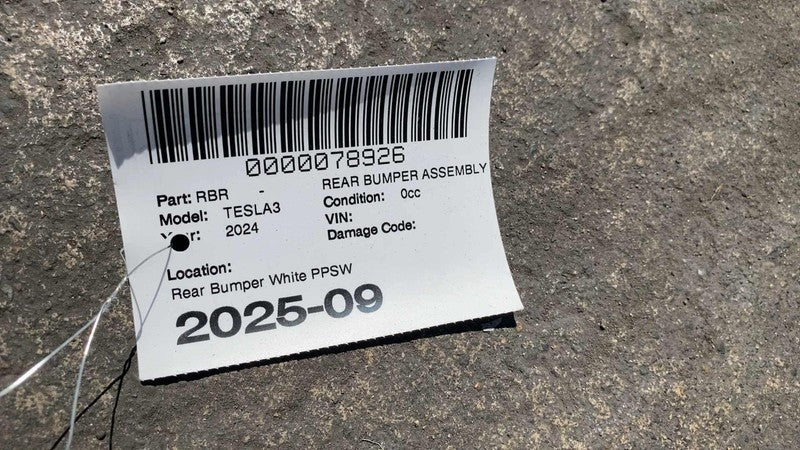 0000078926
Part: RBR - REAR BUMPER ASSEMBLY
Model: TESLA3 Condition: 0cc
2024 VIN:
Damage Code:
Location:
Rear Bumper White PPSW
2025-09